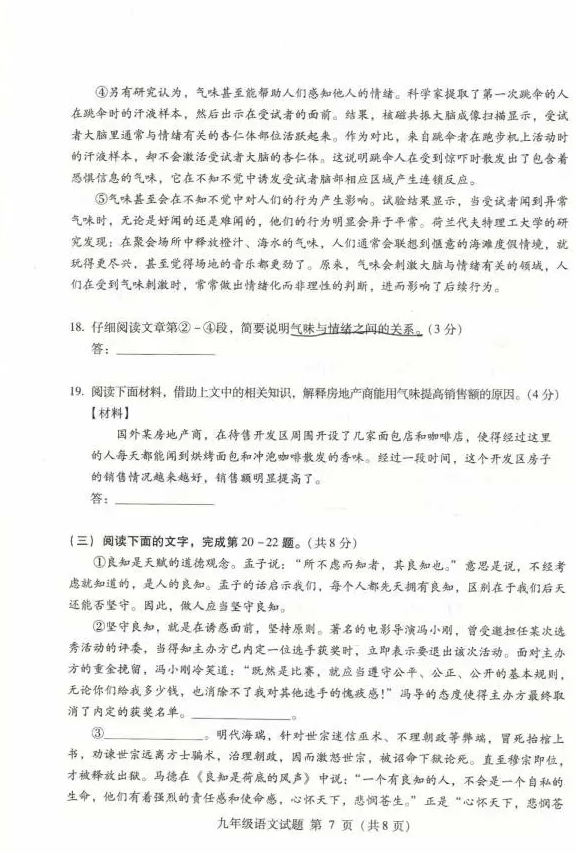 ④另有研究认为，气味甚至能帮助人们感知他人的情绪。科学家提取了第一次跳伞的人
在跳伞时的汗液样本，然后出示在受试者的面前。结果，核磁共振大脑成像扫描显示，受试
者大脑里通常与情绪有关的杏仁体部位活跃起来。作为对比，来自跳伞者在跑步机上活动时
的汗液样本，却不会激活受试者大脑的杏仁体。这说明跳伞人在受到惊吓时散发出了包含着
恐惧信息的气味，它在不知不觉中诱发受试者脑部相应区域产生连锁反应。
⑤气味甚至会在不知不觉中对人们的行为产生影响。试验结果显示，当受试者闻到异常
气味时，无论是好闻的还是难闻的，他们的行为明显会异于平常。荷兰代夫特理工大学的研
究发现：在聚会场所中释放橙汁、海水的气味，人们通常会联想到惬意的海滩度假情境，就
玩得更尽兴，甚至觉得场地的音乐都更劲了。原来，气味会刺激大脑与情绪有关的领域，人
们在受到气味刺激时，常常做出情绪化而非理性的判断，进而影响了后续行为。
18. 仔细阅读文章第②－④段，简要说明气味与情绪之间的关系。（3 分）
答：____________
19. 阅读下面材料，借助上文中的相关知识，解释房地产商能用气味提高销售额的原因。（4 分）
【材料】
国外某房地产商，在待售开发区周围开设了几家面包店和咖啡店，使得经过这里
的人每天都能闻到烘烤面包和冲泡咖啡散发的香味。经过一段时间，这个开发区房子
的销售情况越来越好，销售额明显提高了。
答：____________
（三）阅读下面的文字，完成第 20－22 题。（共 8 分）
①良知是天赋的道德观念。孟子说：“所不虑而知者，其良知也。”意思是说，不经考
虑就知道的，是人的良知。孟子的话启示我们，每个人都先天拥有良知，区别在于我们后天
还能否坚守。因此，做人应当坚守良知。
②坚守良知，就是在诱惑面前，坚持原则。著名的电影导演冯小刚，曾受邀担任某次选
秀活动的评委，当得知主办方已内定一位选手获奖时，立即表示要退出该次活动。面对主办
方的重金挽留，冯小刚冷笑道：“既然是比赛，就应当遵守公平、公正、公开的基本规则，
无论你们给我多少钱，也消除不了我对其他选手的愧疚感！”冯导的态度使得主办方最终取
消了内定的获奖名单。____________。
③____________。明代海瑞，针对世宗迷信巫术、不理朝政等弊端，冒死抬棺上
书，劝谏世宗远离方士骗术，治理朝政，因而激怒世宗，被诏命下狱论死。直至穆宗即位，
才被释放出狱。马德在《良知是荷底的风声》中说：“一个有良知的人，不会是一个自私的
生命，他们有着强烈的责任感和使命感，心怀天下，悲悯苍生。”正是“心怀天下，悲悯苍
九年级语文试题 第 7 页（共 8 页）